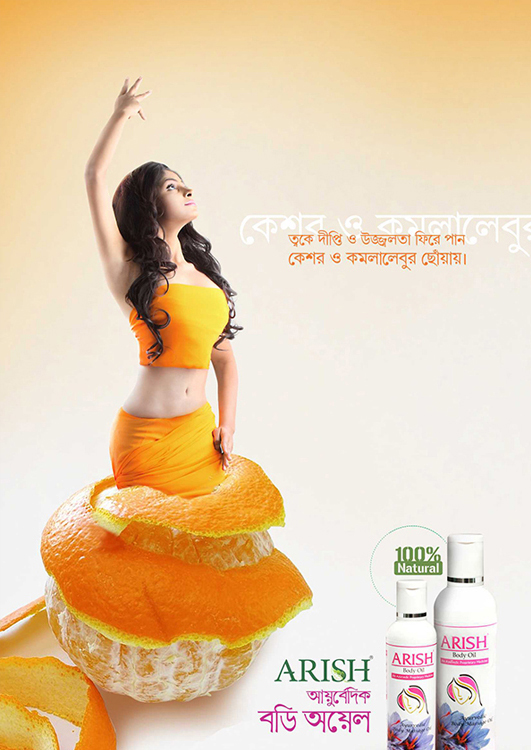 কেশর ও কমলালেবুর
ত্বকে দীপ্তি ও উজ্জ্বলতা ফিরে পান
কেশর ও কমলালেবুর ছোঁয়ায়।
100%
Natural
ARISH®
আয়ুর্বেদিক
বডি অয়েল
ARISH
Body Oil
ARISH
Body Oil